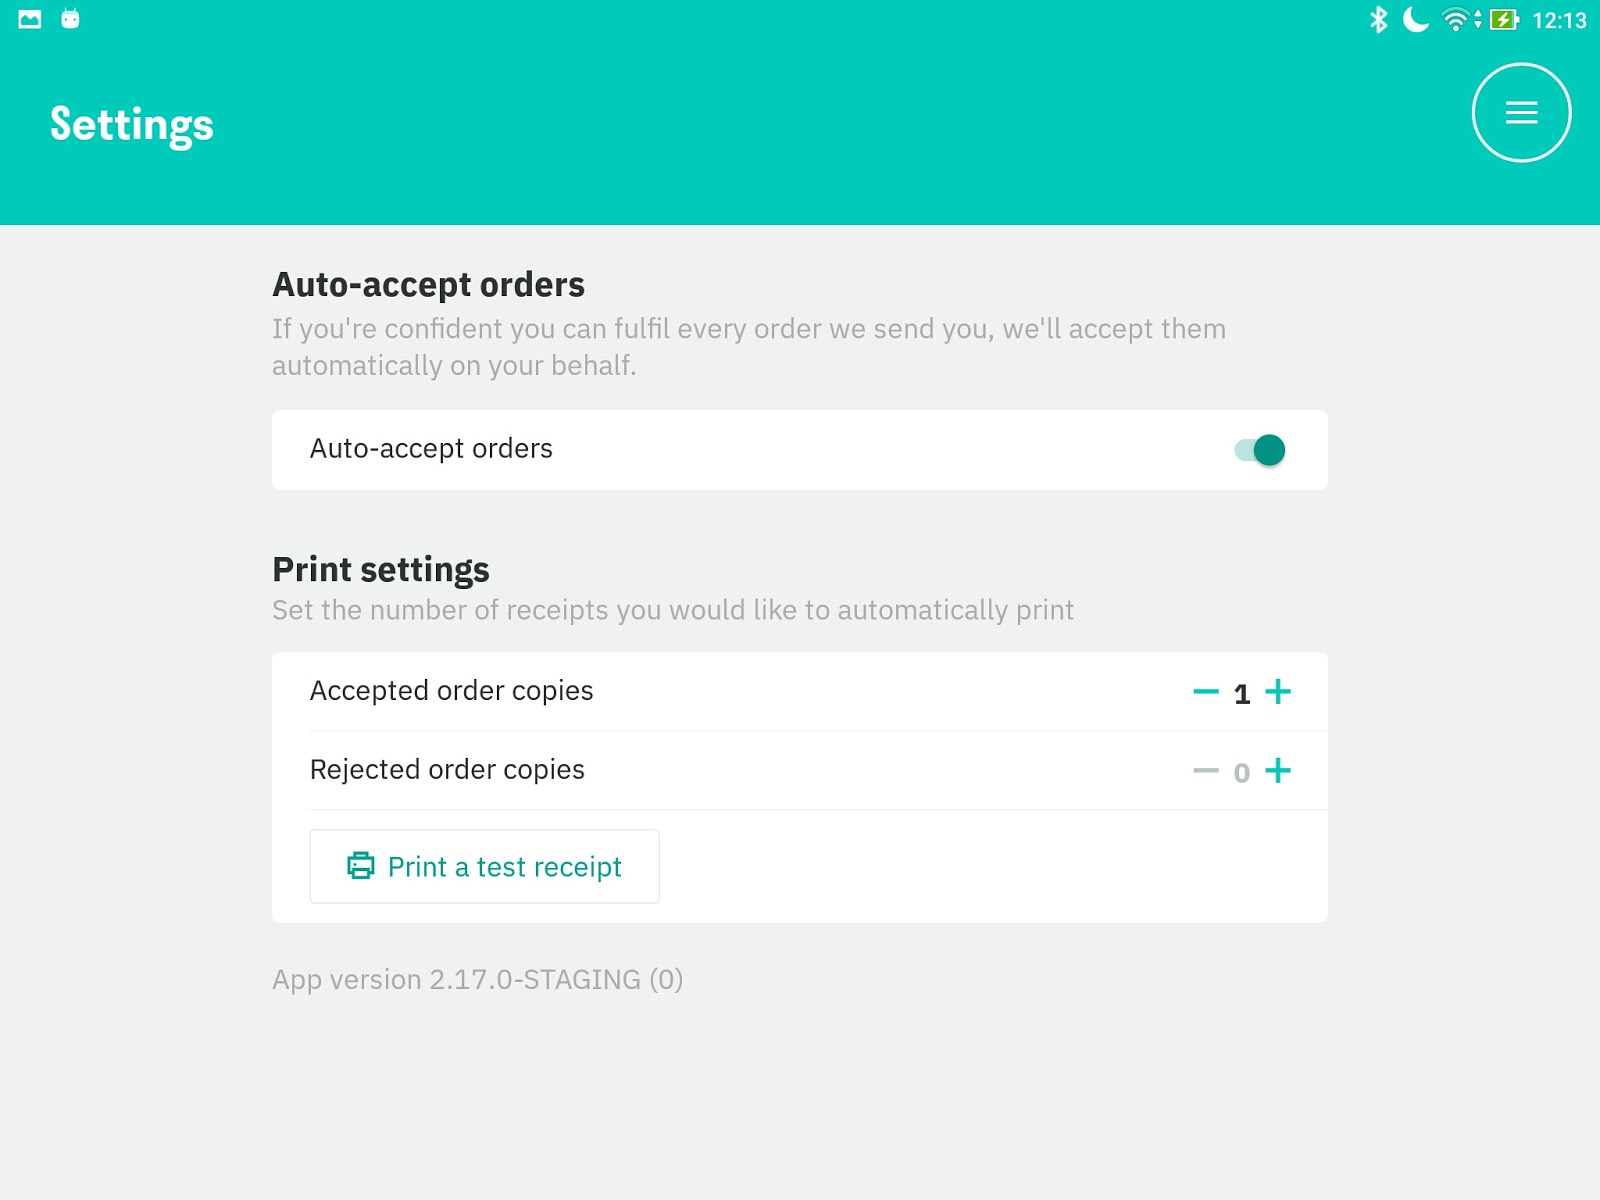 12:13
Settings
Auto-accept orders
If you're confident you can fulfil every order we send you, we'll accept them
automatically on your behalf.
Auto-accept orders
Print settings
Set the number of receipts you would like to automatically print
Accepted order copies
1
Rejected order copies
0
Print a test receipt
App version 2.17.0-STAGING (0)